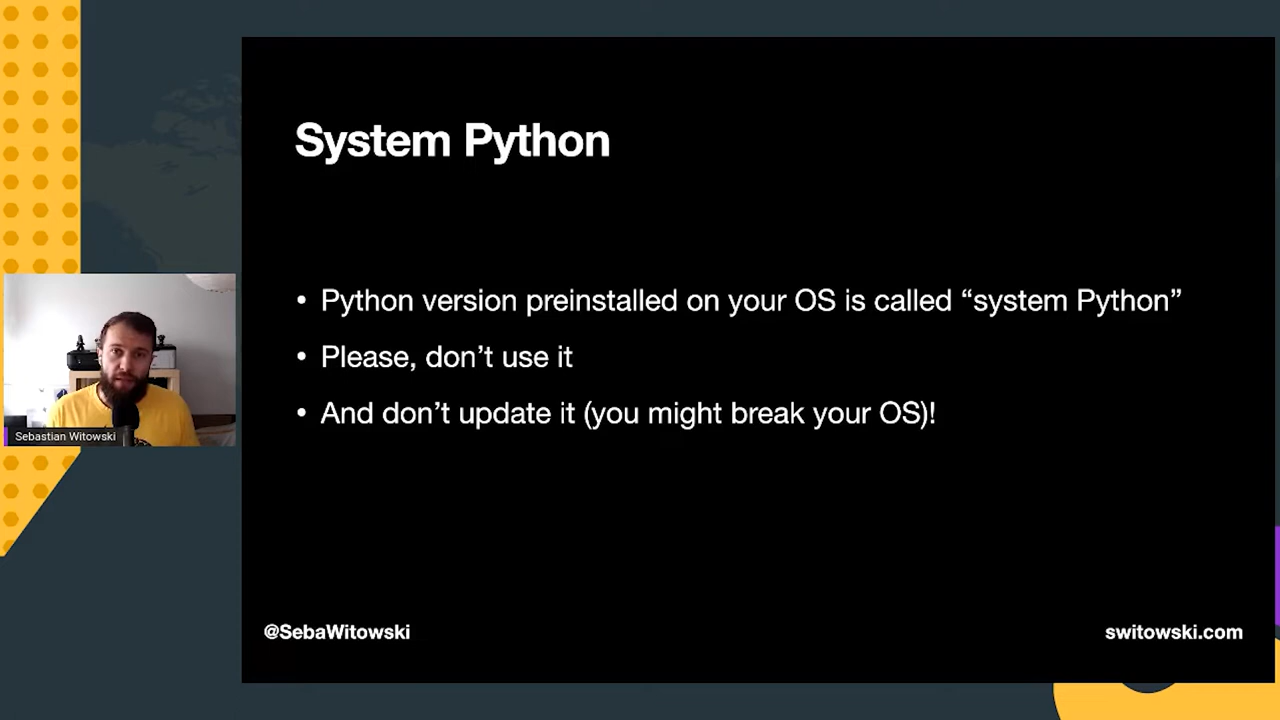 System Python
• Python version preinstalled on your OS is called “system Python”
• Please, don’t use it
• And don’t update it (you might break your OS)!
Sebastian Witowski
@SebaWitowski
switowski.com